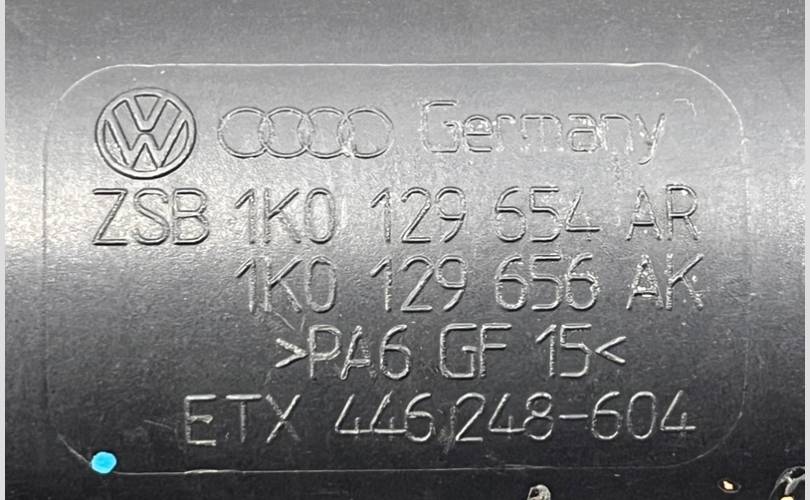 Germany
ZSB 1K0 129 654 AR
1K0 129 656 AK
>PA6 GF 15<
ETX 446,248-604